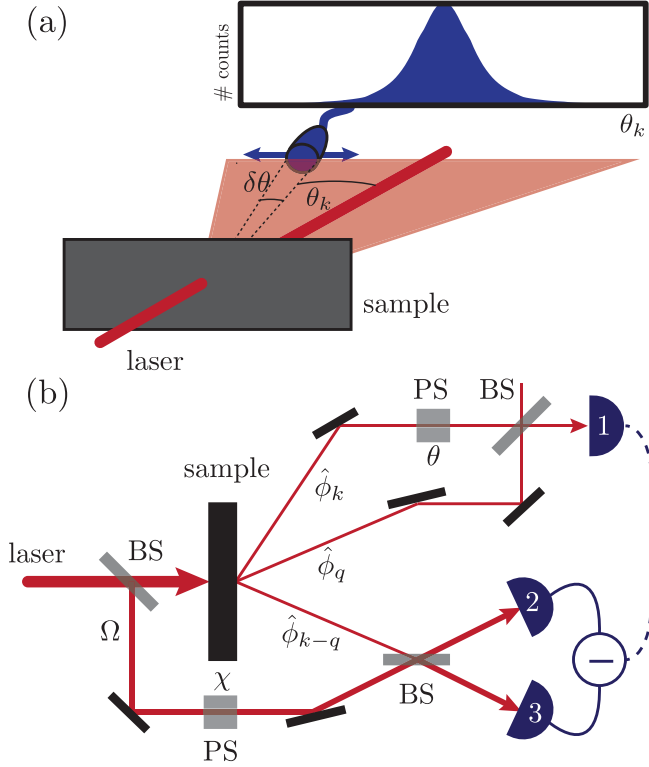 (a)
# counts
θ_k
δθ
θ_k
sample
laser
(b)
PS
BS
1
θ
sample
ϕ̂_k
laser
BS
ϕ̂_q
2
Ω
ϕ̂_{k−q}
−
χ
BS
3
PS